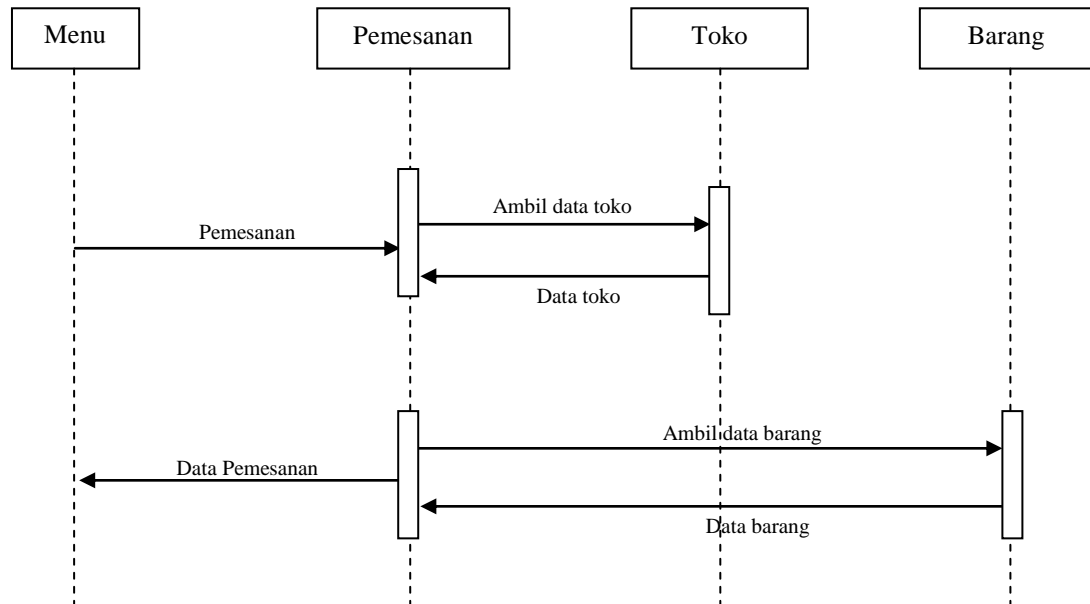 Menu
Pemesanan
Toko
Barang
Ambil data toko
Pemesanan
Data toko
Ambil data barang
Data Pemesanan
Data barang